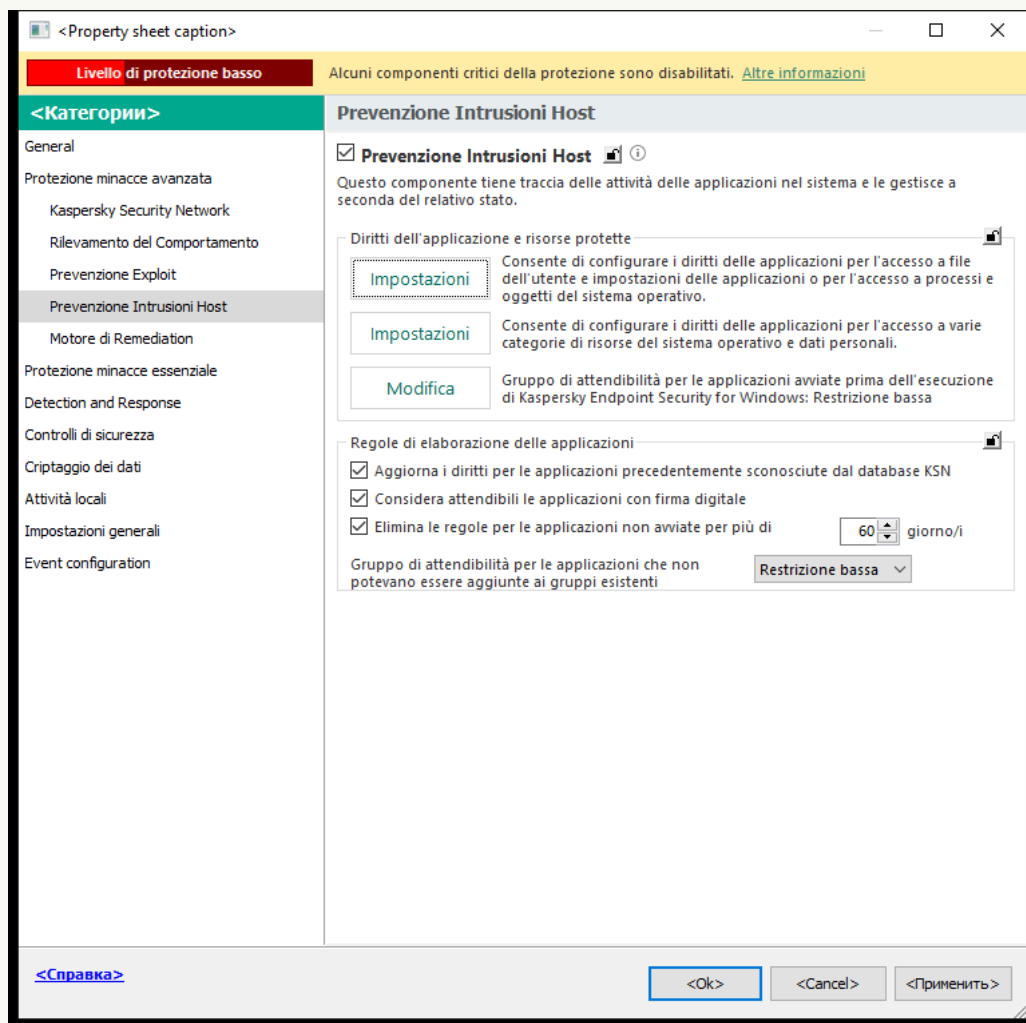 <Property sheet caption>
Livello di protezione basso
Alcuni componenti critici della protezione sono disabilitati. Altre informazioni
<Категории>
General
Protezione minacce avanzata
Kaspersky Security Network
Rilevamento del Comportamento
Prevenzione Exploit
Prevenzione Intrusioni Host
Motore di Remediation
Protezione minacce essenziale
Detection and Response
Controlli di sicurezza
Criptaggio dei dati
Attività locali
Impostazioni generali
Event configuration
Prevenzione Intrusioni Host
Prevenzione Intrusioni Host
Questo componente tiene traccia delle attività delle applicazioni nel sistema e le gestisce a
seconda del relativo stato.
Diritti dell'applicazione e risorse protette
Impostazioni
Consente di configurare i diritti delle applicazioni per l'accesso a file
dell'utente e impostazioni delle applicazioni o per l'accesso a processi e
oggetti del sistema operativo.
Impostazioni
Consente di configurare i diritti delle applicazioni per l'accesso a varie
categorie di risorse del sistema operativo e dati personali.
Modifica
Gruppo di attendibilità per le applicazioni avviate prima dell'esecuzione
di Kaspersky Endpoint Security for Windows: Restrizione bassa
Regole di elaborazione delle applicazioni
Aggiorna i diritti per le applicazioni precedentemente sconosciute dal database KSN
Considera attendibili le applicazioni con firma digitale
Elimina le regole per le applicazioni non avviate per più di 60 giorno/i
Gruppo di attendibilità per le applicazioni che non
potevano essere aggiunte ai gruppi esistenti
Restrizione bassa
<Справка>
<Ok>
<Cancel>
<Применить>